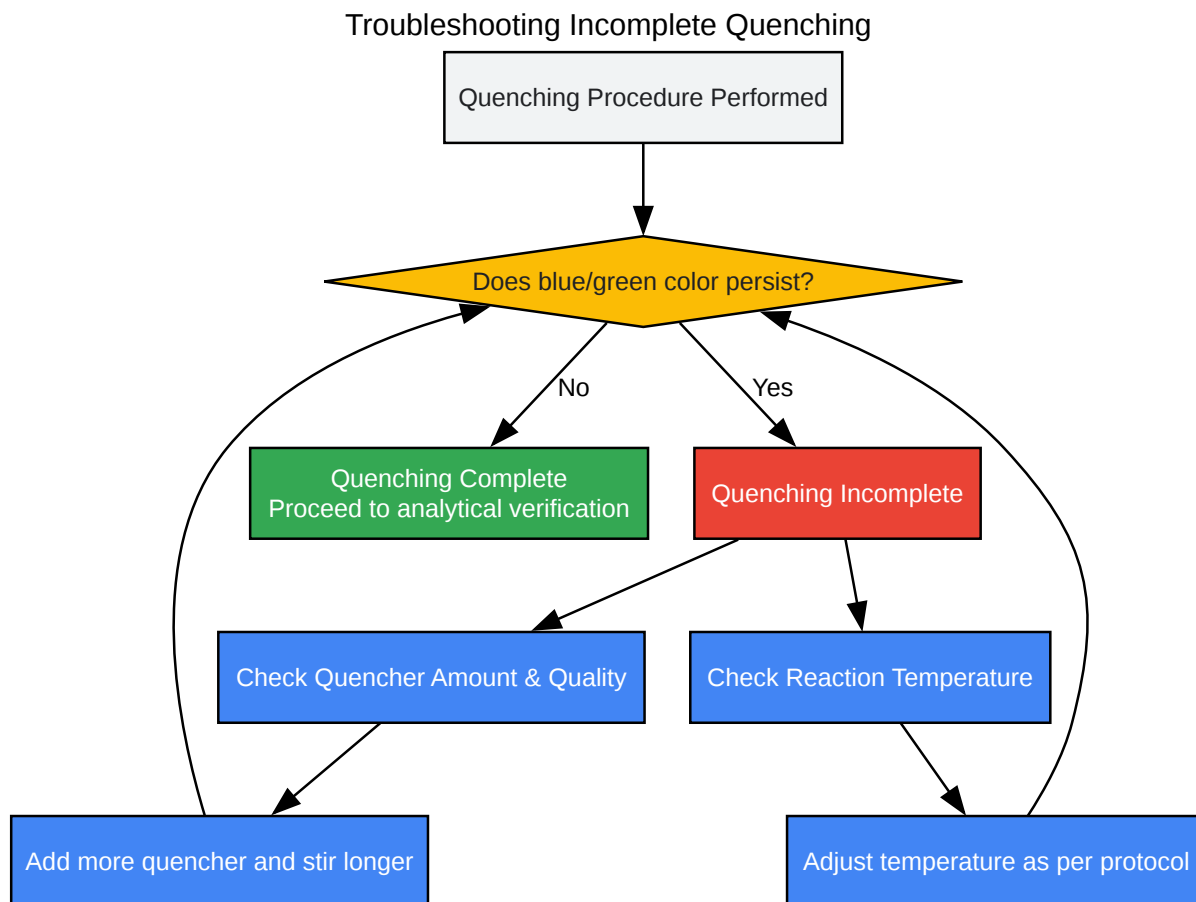 Troubleshooting Incomplete Quenching
Quenching Procedure Performed
Does blue/green color persist?
No
Yes
Quenching Complete
Proceed to analytical verification
Quenching Incomplete
Check Quencher Amount & Quality
Check Reaction Temperature
Add more quencher and stir longer
Adjust temperature as per protocol